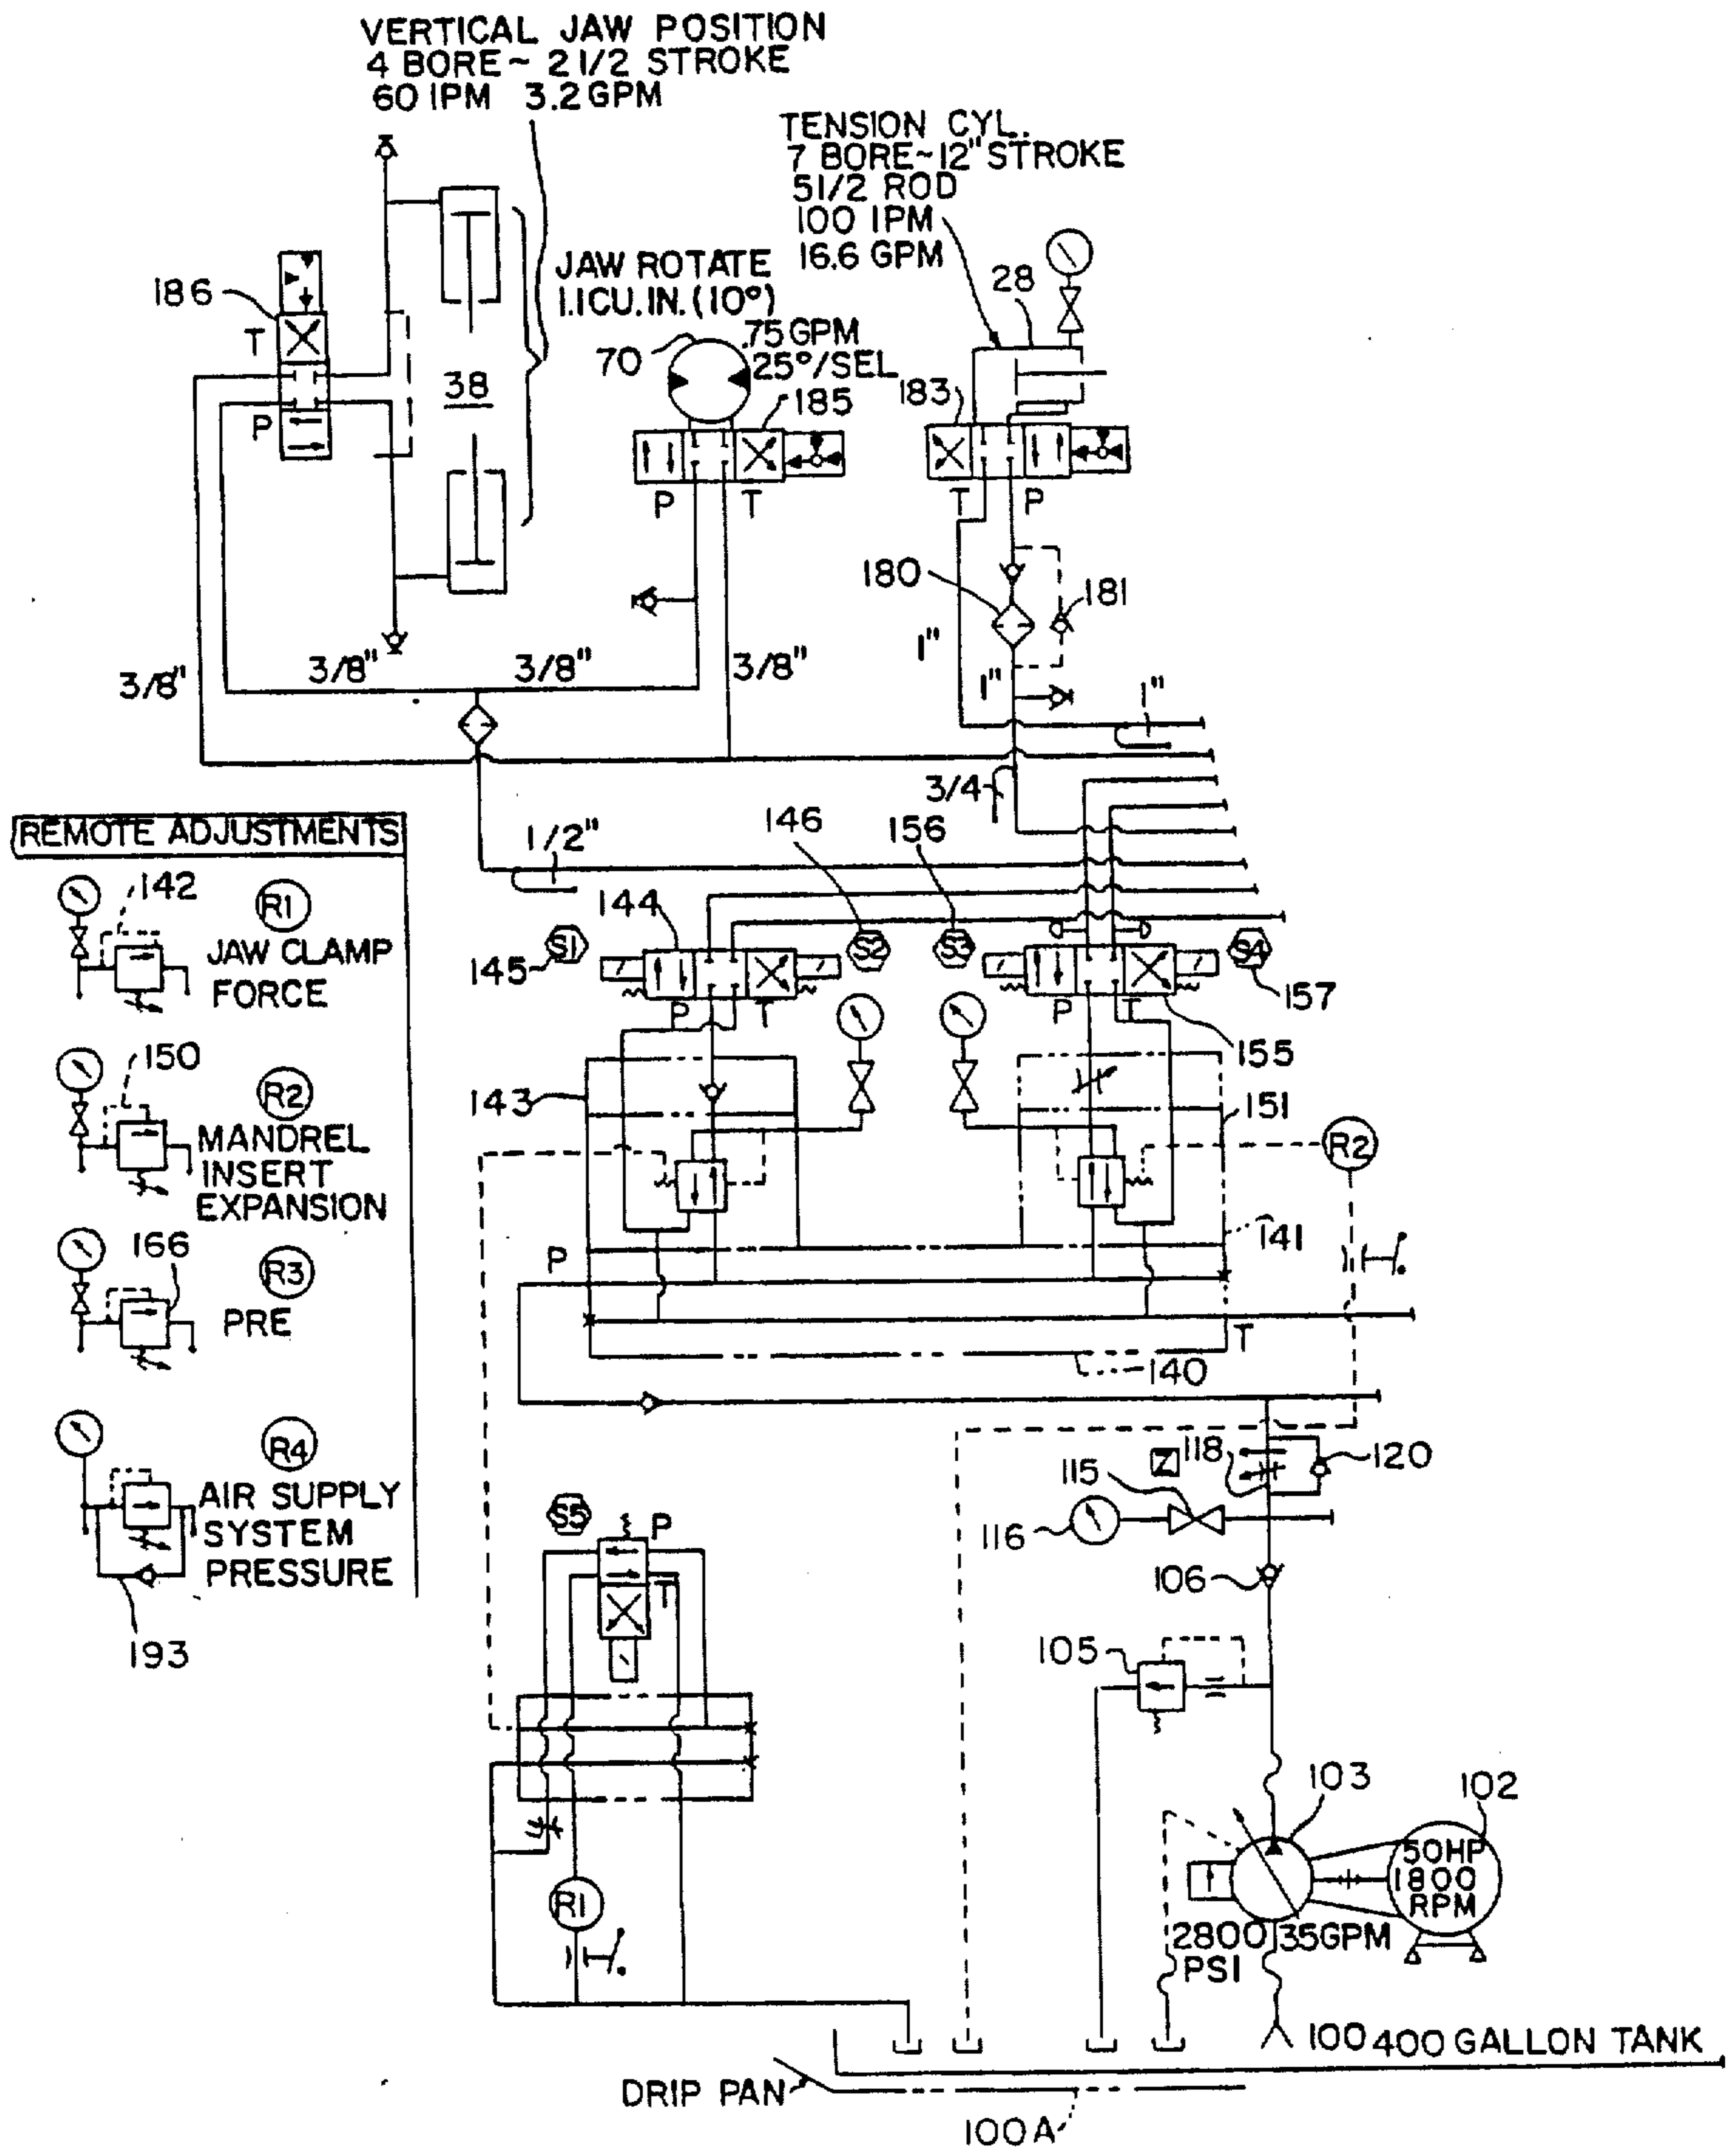 VERTICAL JAW POSITION
4 BORE~ 2 1/2 STROKE
60 IPM 3.2 GPM
TENSION CYL.
7 BORE~12" STROKE
5 1/2 ROD
100 IPM
16.6 GPM
JAW ROTATE
1.1 CU. IN. (10°)
.75 GPM
25°/SEL
186
T
P
38
70
185
P T
28
183
T P
180
181
1"
1"
1"
3/8"
3/8"
3/8"
3/8"
3/4
1/2"
REMOTE ADJUSTMENTS
142
R1
JAW CLAMP
FORCE
150
R2
MANDREL
INSERT
EXPANSION
166
R3
PRE
R4
AIR SUPPLY
SYSTEM
PRESSURE
193
146
156
144
S1
S2
S3
S4
145
157
P T
P T
155
143
151
R2
141
P
T
140
Z
118
120
115
116
106
S5
P
T
105
103
102
50HP
1800
RPM
2800
PSI
35GPM
R1
100 400 GALLON TANK
DRIP PAN
100A